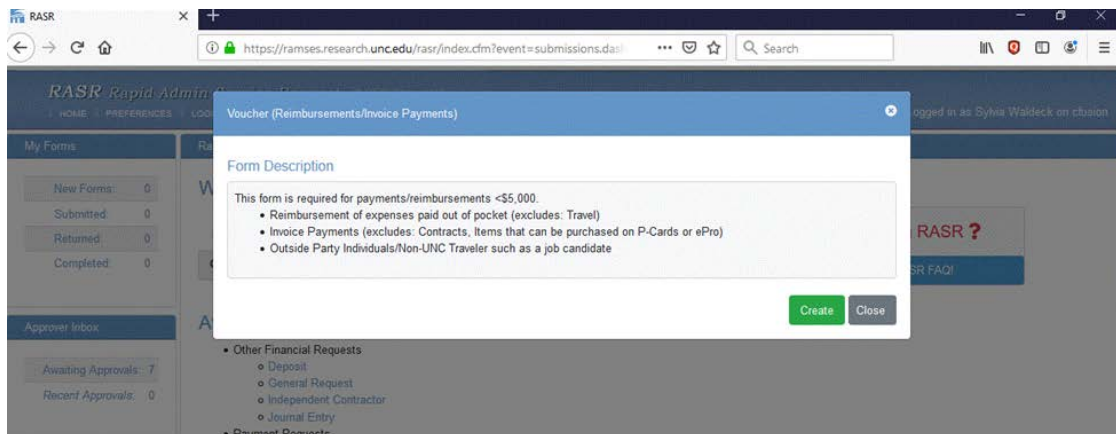 RASR
https://ramses.research.unc.edu/rasr/index.cfm?event=submissions.das
Search
RASR Rapid Admin
HOME PREFERENCES
Logged in as Sylvia Waldeck on cfusion
Voucher (Reimbursements/Invoice Payments)
My Forms
Form Description
New Forms: 0
Submitted: 0
Returned: 0
Completed: 0
This form is required for payments/reimbursements <$5,000.
• Reimbursement of expenses paid out of pocket (excludes: Travel)
• Invoice Payments (excludes: Contracts, Items that can be purchased on P-Cards or ePro)
• Outside Party Individuals/Non-UNC Traveler such as a job candidate
RASR ?
SR FAQ!
Create Close
Approver Inbox
Awaiting Approvals: 7
Recent Approvals: 0
• Other Financial Requests
Deposit
General Request
Independent Contractor
Journal Entry
• Payment Requests